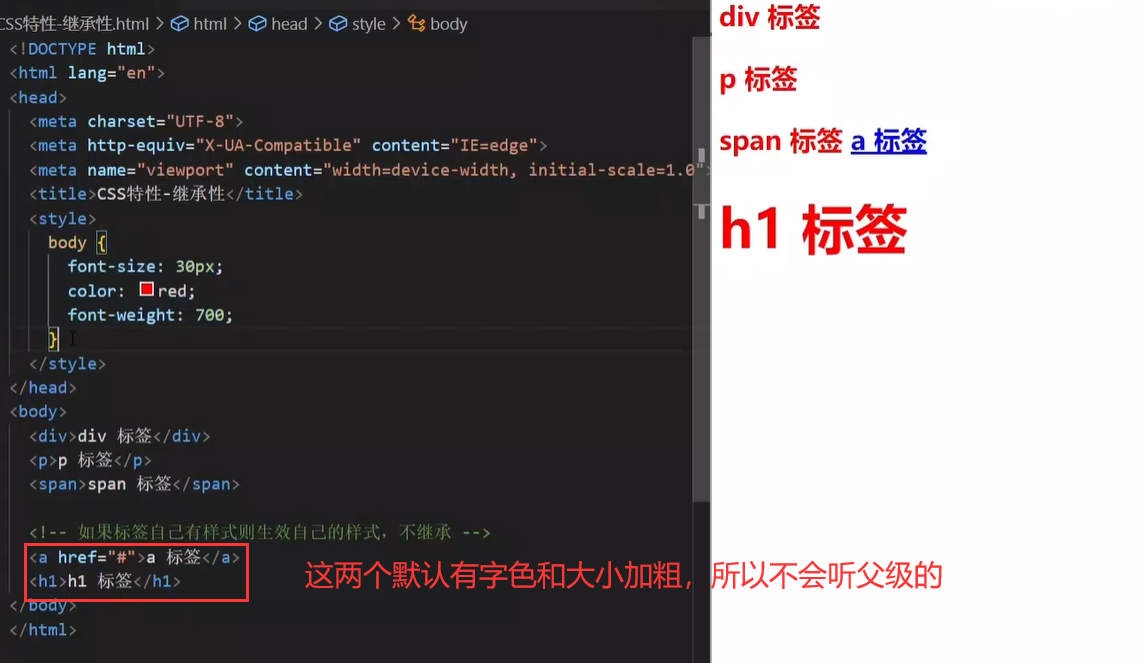 CSS特性-继承性.html > html > head > style > body
<!DOCTYPE html>
<html lang="en">
<head>
<meta charset="UTF-8">
<meta http-equiv="X-UA-Compatible" content="IE=edge">
<meta name="viewport" content="width=device-width, initial-scale=1.0">
<title>CSS特性-继承性</title>
<style>
body {
font-size: 30px;
color: red;
font-weight: 700;
}
</style>
</head>
<body>
<div>div 标签</div>
<p>p 标签</p>
<span>span 标签</span>
<!-- 如果标签自己有样式则生效自己的样式，不继承 -->
<a href="#">a 标签</a>
<h1>h1 标签</h1>
</body>
</html>
这两个默认有字色和大小加粗，所以不会听父级的
div 标签
p 标签
span 标签 a 标签
h1 标签